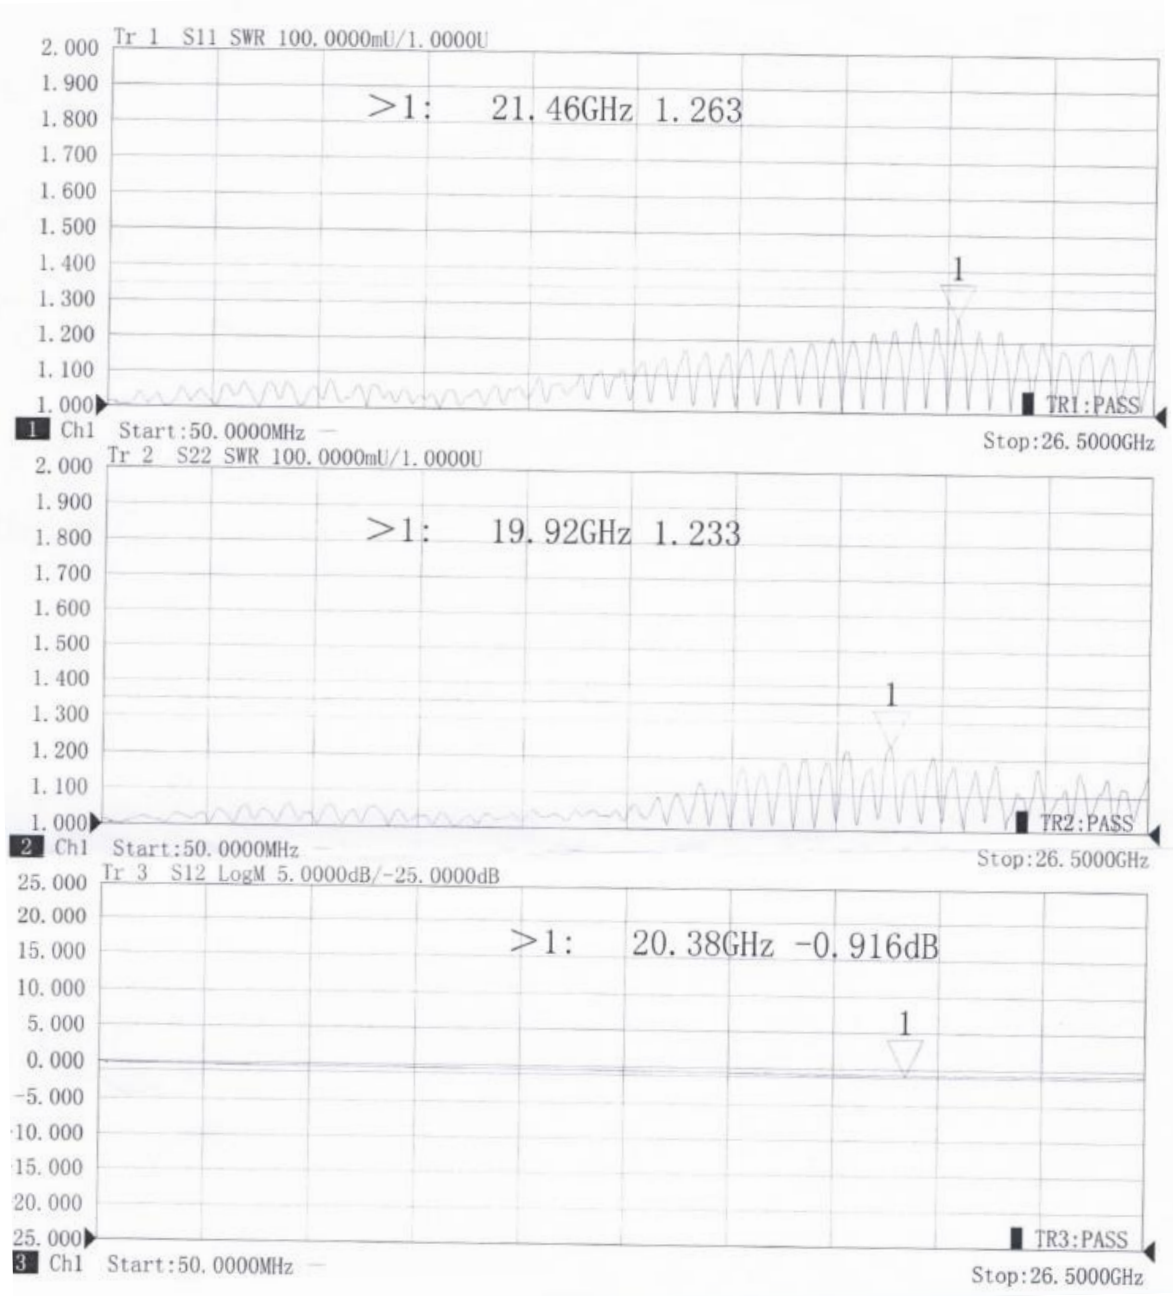 Tr 1 S11 SWR 100.0000mU/1.0000U
2.000
1.900
>1: 21.46GHz 1.263
1.800
1.700
1.600
1.500
1.400
1
1.300
1.200
1.100
1.000
TR1:PASS
1 Ch1 Start:50.0000MHz
Stop:26.5000GHz
Tr 2 S22 SWR 100.0000mU/1.0000U
2.000
1.900
>1: 19.92GHz 1.233
1.800
1.700
1.600
1.500
1.400
1
1.300
1.200
1.100
1.000
TR2:PASS
2 Ch1 Start:50.0000MHz
Stop:26.5000GHz
Tr 3 S12 LogM 5.0000dB/-25.0000dB
25.000
20.000
>1: 20.38GHz -0.916dB
15.000
10.000
5.000
1
0.000
-5.000
10.000
15.000
20.000
25.000
TR3:PASS
3 Ch1 Start:50.0000MHz
Stop:26.5000GHz